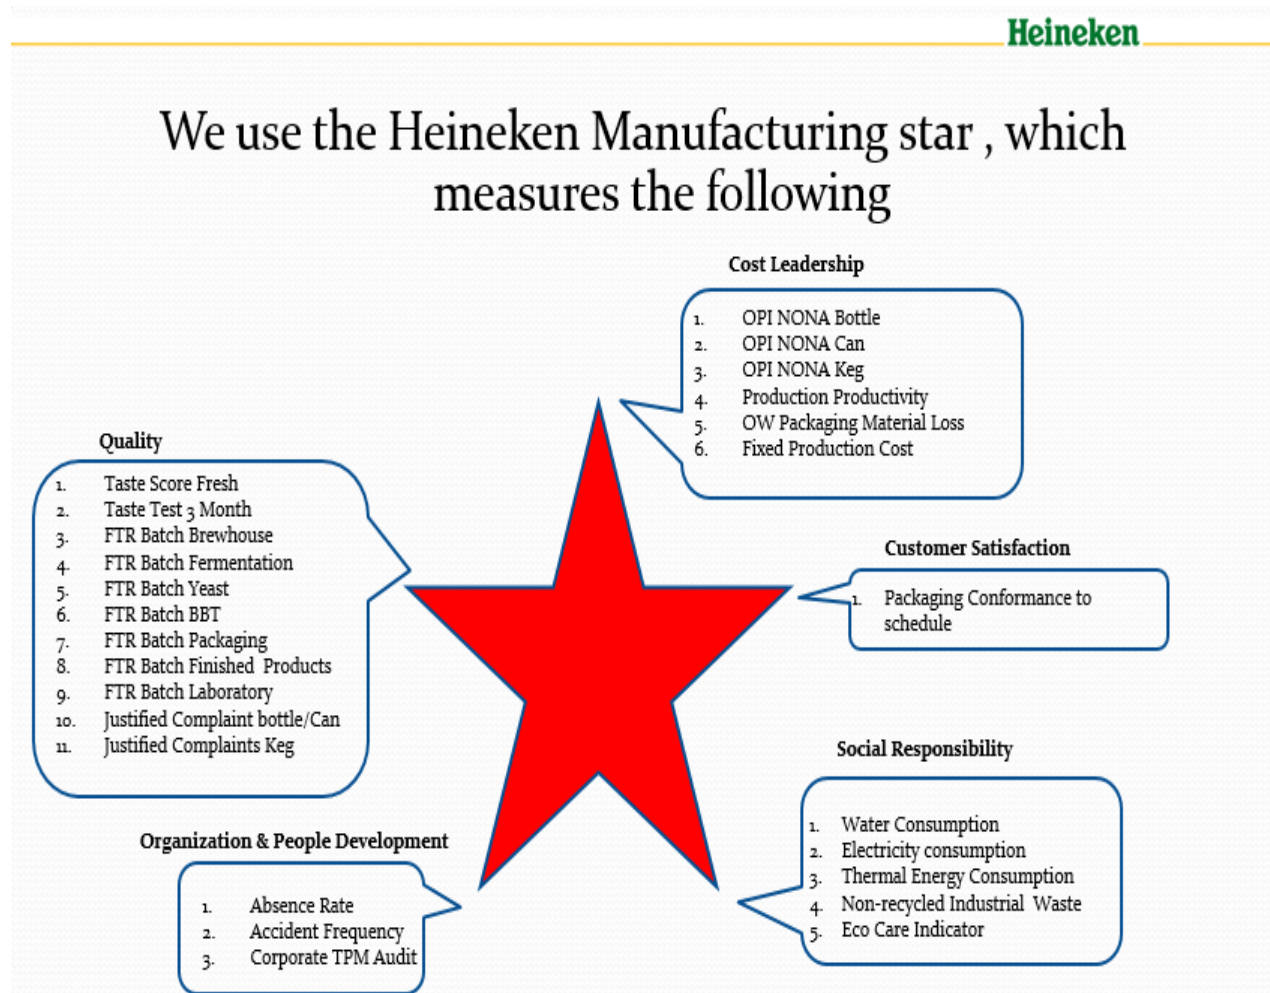 Heineken
We use the Heineken Manufacturing star , which
measures the following
Cost Leadership
1. OPI NONA Bottle
2. OPI NONA Can
3. OPI NONA Keg
4. Production Productivity
5. OW Packaging Material Loss
6. Fixed Production Cost
Quality
1. Taste Score Fresh
2. Taste Test 3 Month
3. FTR Batch Brewhouse
4. FTR Batch Fermentation
5. FTR Batch Yeast
6. FTR Batch BBT
7. FTR Batch Packaging
8. FTR Batch Finished Products
9. FTR Batch Laboratory
10. Justified Complaint bottle/Can
11. Justified Complaints Keg
Customer Satisfaction
1. Packaging Conformance to
schedule
Social Responsibility
1. Water Consumption
2. Electricity consumption
3. Thermal Energy Consumption
4. Non-recycled Industrial Waste
5. Eco Care Indicator
Organization & People Development
1. Absence Rate
2. Accident Frequency
3. Corporate TPM Audit